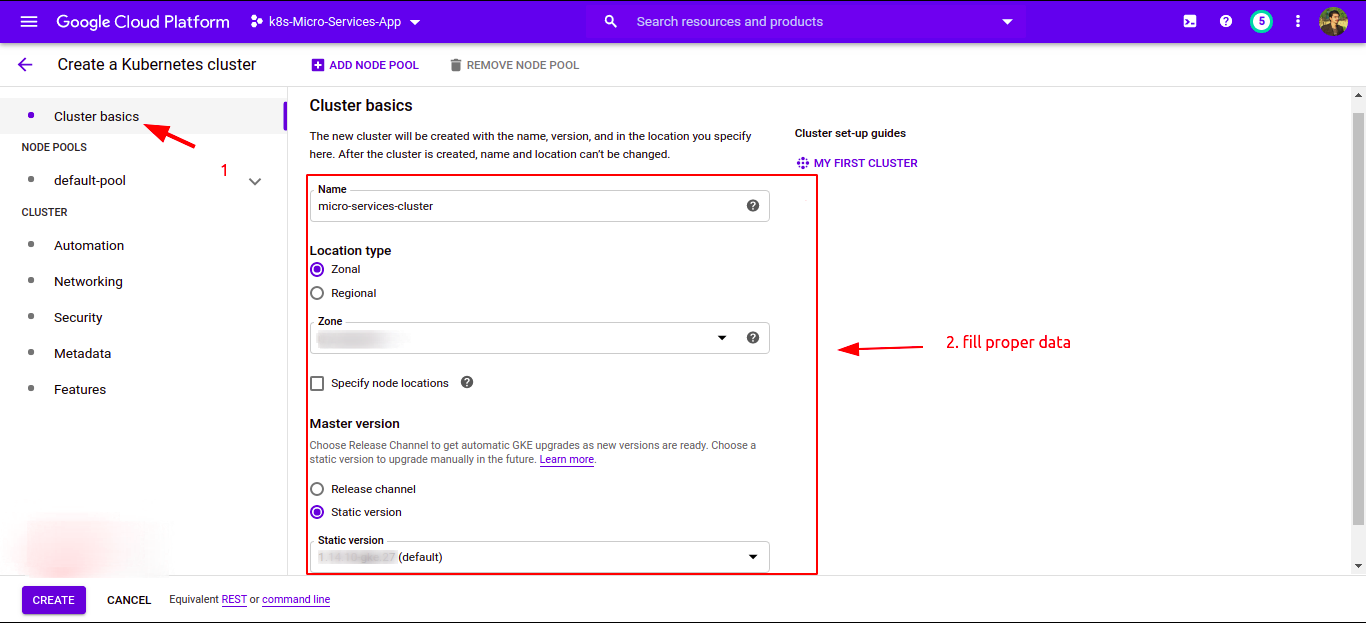 Google Cloud Platform
k8s-Micro-Services-App
Search resources and products
5
Create a Kubernetes cluster
ADD NODE POOL
REMOVE NODE POOL
Cluster basics
NODE POOLS
1
default-pool
CLUSTER
Automation
Networking
Security
Metadata
Features
Cluster basics
The new cluster will be created with the name, version, and in the location you specify
here. After the cluster is created, name and location can't be changed.
Name
micro-services-cluster
Location type
Zonal
Regional
Zone
Specify node locations
Master version
Choose Release Channel to get automatic GKE upgrades as new versions are ready. Choose a
static version to upgrade manually in the future. Learn more.
Release channel
Static version
Static version
(default)
Cluster set-up guides
MY FIRST CLUSTER
2. fill proper data
CREATE
CANCEL
Equivalent REST or command line